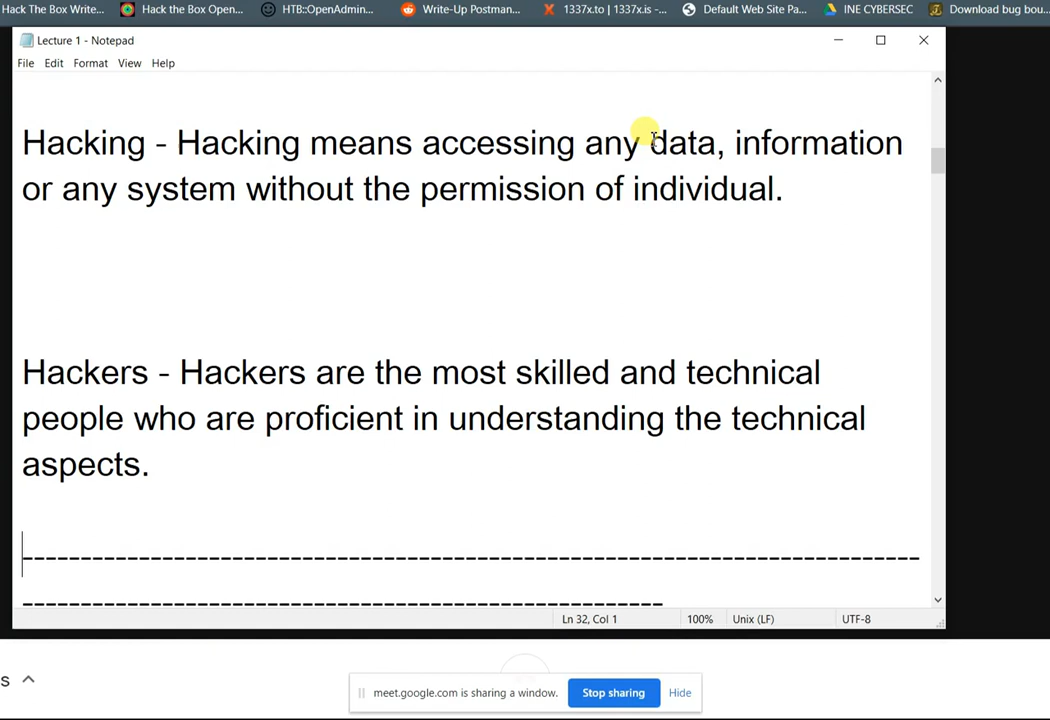 Hack The Box Write... Hack the Box Open... HTB::OpenAdmin... Write-Up Postman... 1337x.to | 1337x.is -... Default Web Site Pa... INE CYBERSEC Download bug bou...
Lecture 1 - Notepad
File Edit Format View Help
Hacking - Hacking means accessing any data, information
or any system without the permission of individual.
Hackers - Hackers are the most skilled and technical
people who are proficient in understanding the technical
aspects.
------------------------------------------------------------------------------
--------------------------------------------------------
Ln 32, Col 1 100% Unix (LF) UTF-8
s
meet.google.com is sharing a window. Stop sharing Hide